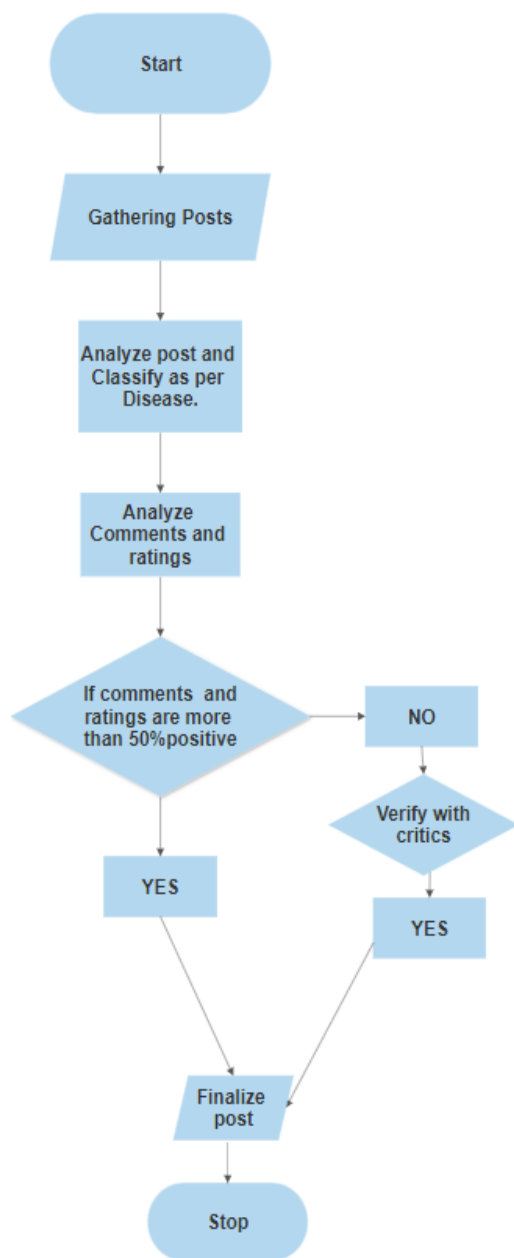 Start
Gathering Posts
Analyze post and
Classify as per
Disease.
Analyze
Comments and
ratings
If comments and
ratings are more
than 50%positive
NO
Verify with
critics
YES
YES
Finalize
post
Stop